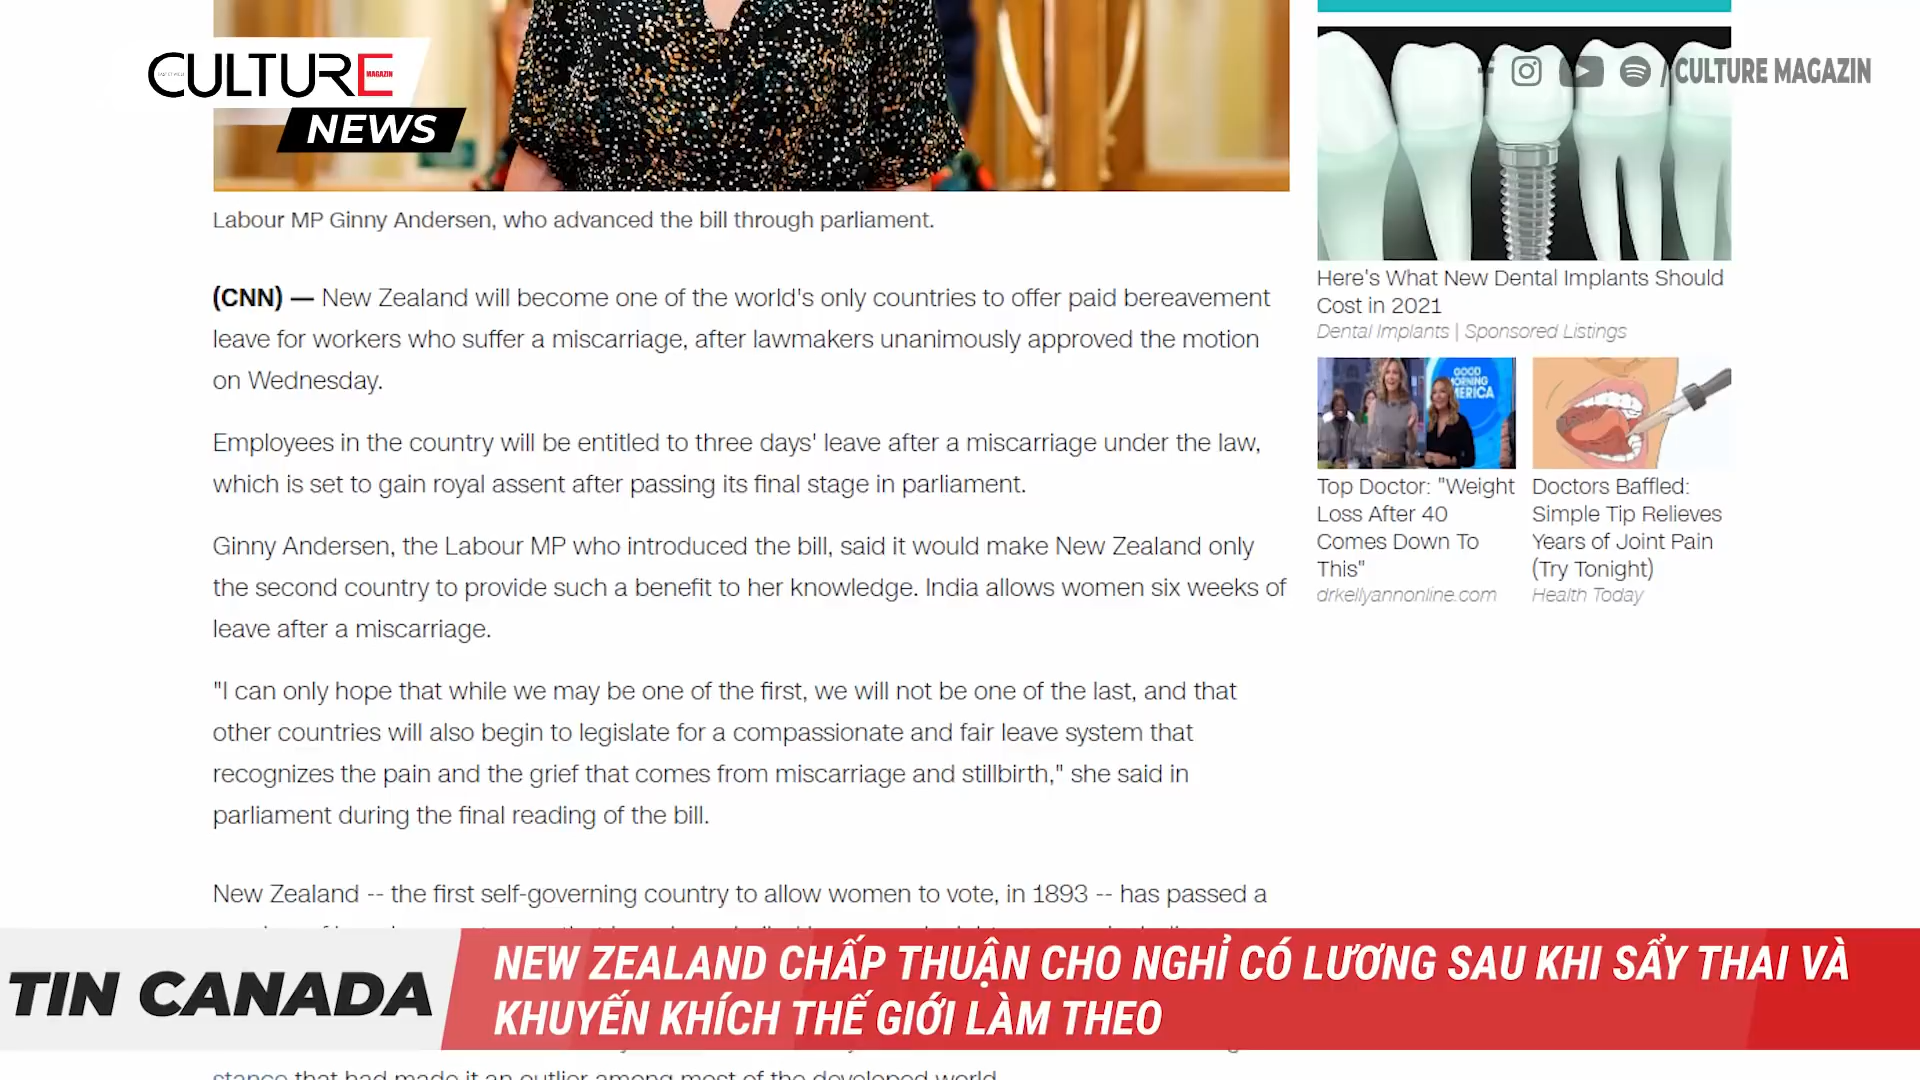 CULTURE
MAGAZIN
NEWS
/ CULTURE MAGAZIN
Labour MP Ginny Andersen, who advanced the bill through parliament.
(CNN) — New Zealand will become one of the world's only countries to offer paid bereavement
leave for workers who suffer a miscarriage, after lawmakers unanimously approved the motion
on Wednesday.
Employees in the country will be entitled to three days' leave after a miscarriage under the law,
which is set to gain royal assent after passing its final stage in parliament.
Ginny Andersen, the Labour MP who introduced the bill, said it would make New Zealand only
the second country to provide such a benefit to her knowledge. India allows women six weeks of
leave after a miscarriage.
"I can only hope that while we may be one of the first, we will not be one of the last, and that
other countries will also begin to legislate for a compassionate and fair leave system that
recognizes the pain and the grief that comes from miscarriage and stillbirth," she said in
parliament during the final reading of the bill.
New Zealand -- the first self-governing country to allow women to vote, in 1893 -- has passed a
stance that had made it an outlier among most of the developed world.
Here's What New Dental Implants Should
Cost in 2021
Dental Implants | Sponsored Listings
GOOD
MORNING
AMERICA
Top Doctor: "Weight
Loss After 40
Comes Down To
This"
drkellyannonline.com
Doctors Baffled:
Simple Tip Relieves
Years of Joint Pain
(Try Tonight)
Health Today
TIN CANADA
NEW ZEALAND CHẤP THUẬN CHO NGHỈ CÓ LƯƠNG SAU KHI SẨY THAI VÀ
KHUYẾN KHÍCH THẾ GIỚI LÀM THEO